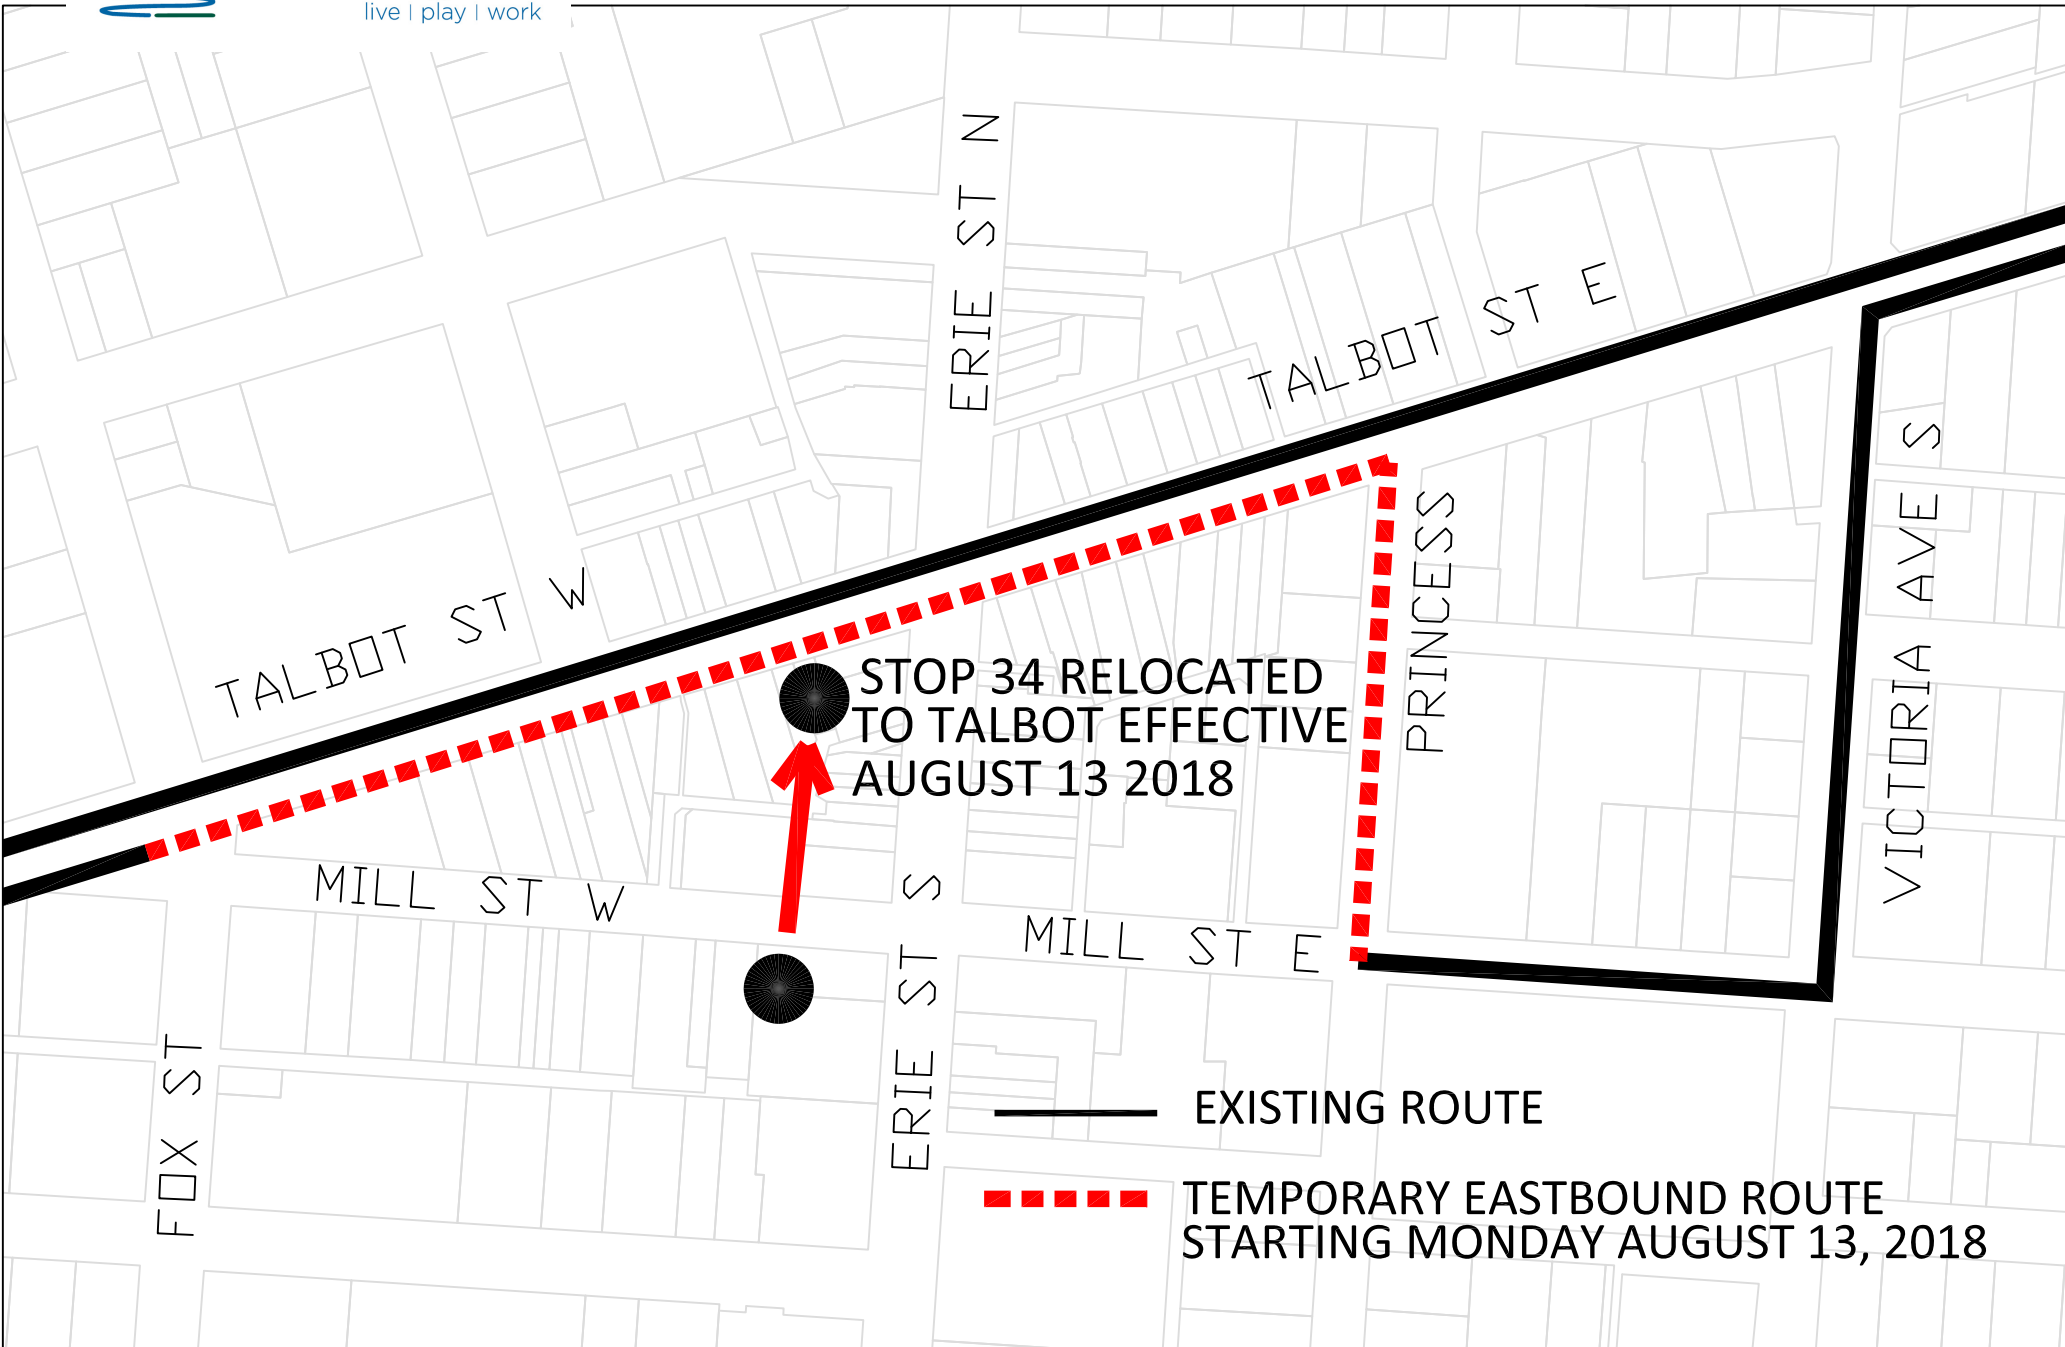 live | play | work
ERIE ST N
TALBOT ST E
TALBOT ST W
VICTORIA AVE S
PRINCESS
STOP 34 RELOCATED
TO TALBOT EFFECTIVE
AUGUST 13 2018
MILL ST W
MILL ST E
ERIE ST S
FOX ST
EXISTING ROUTE
TEMPORARY EASTBOUND ROUTE
STARTING MONDAY AUGUST 13, 2018